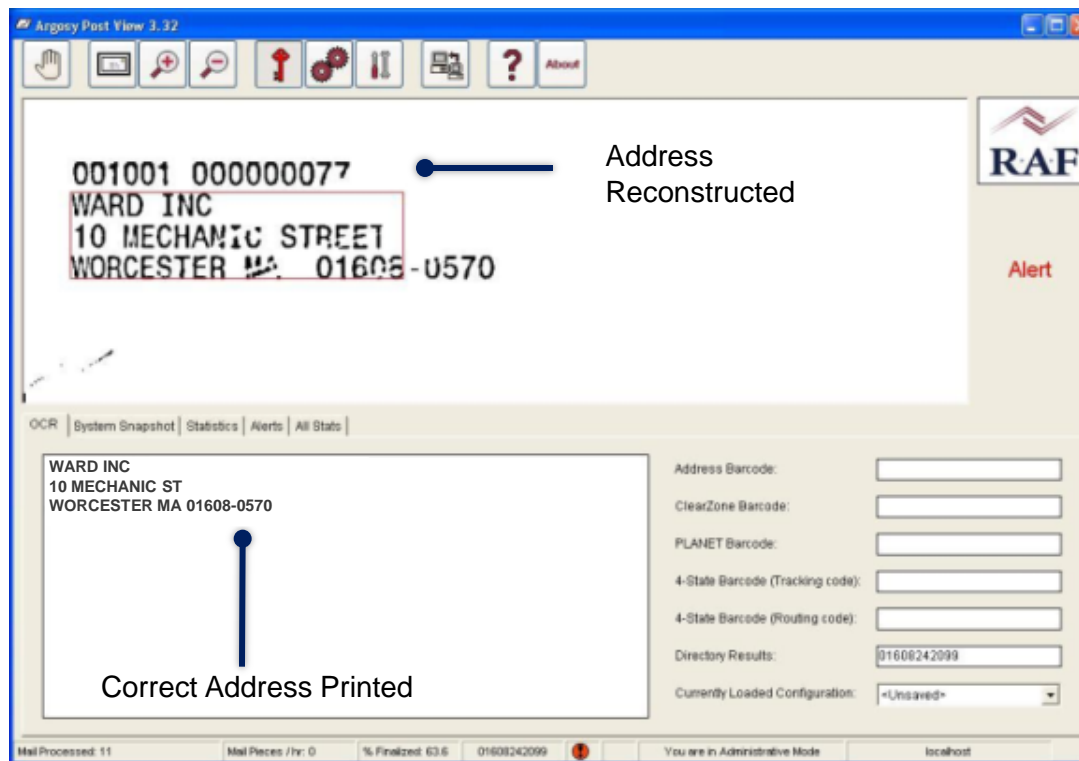 Argosy Post View 3.32
? About
001001 000000077
WARD INC
10 MECHANIC STREET
WORCESTER MA 01608-0570
Address
Reconstructed
R·A·F
Alert
OCR System Snapshot Statistics Alerts All Stats
WARD INC
10 MECHANIC ST
WORCESTER MA 01608-0570
Correct Address Printed
Address Barcode:
ClearZone Barcode:
PLANET Barcode:
4-State Barcode (Tracking code):
4-State Barcode (Routing code):
Directory Results: 01608242099
Currently Loaded Configuration: <Unsaved>
Mail Processed: 11 Mail Pieces / hr: 0 % Finalized: 63.6 01608242099 You are in Administrative Mode localhost